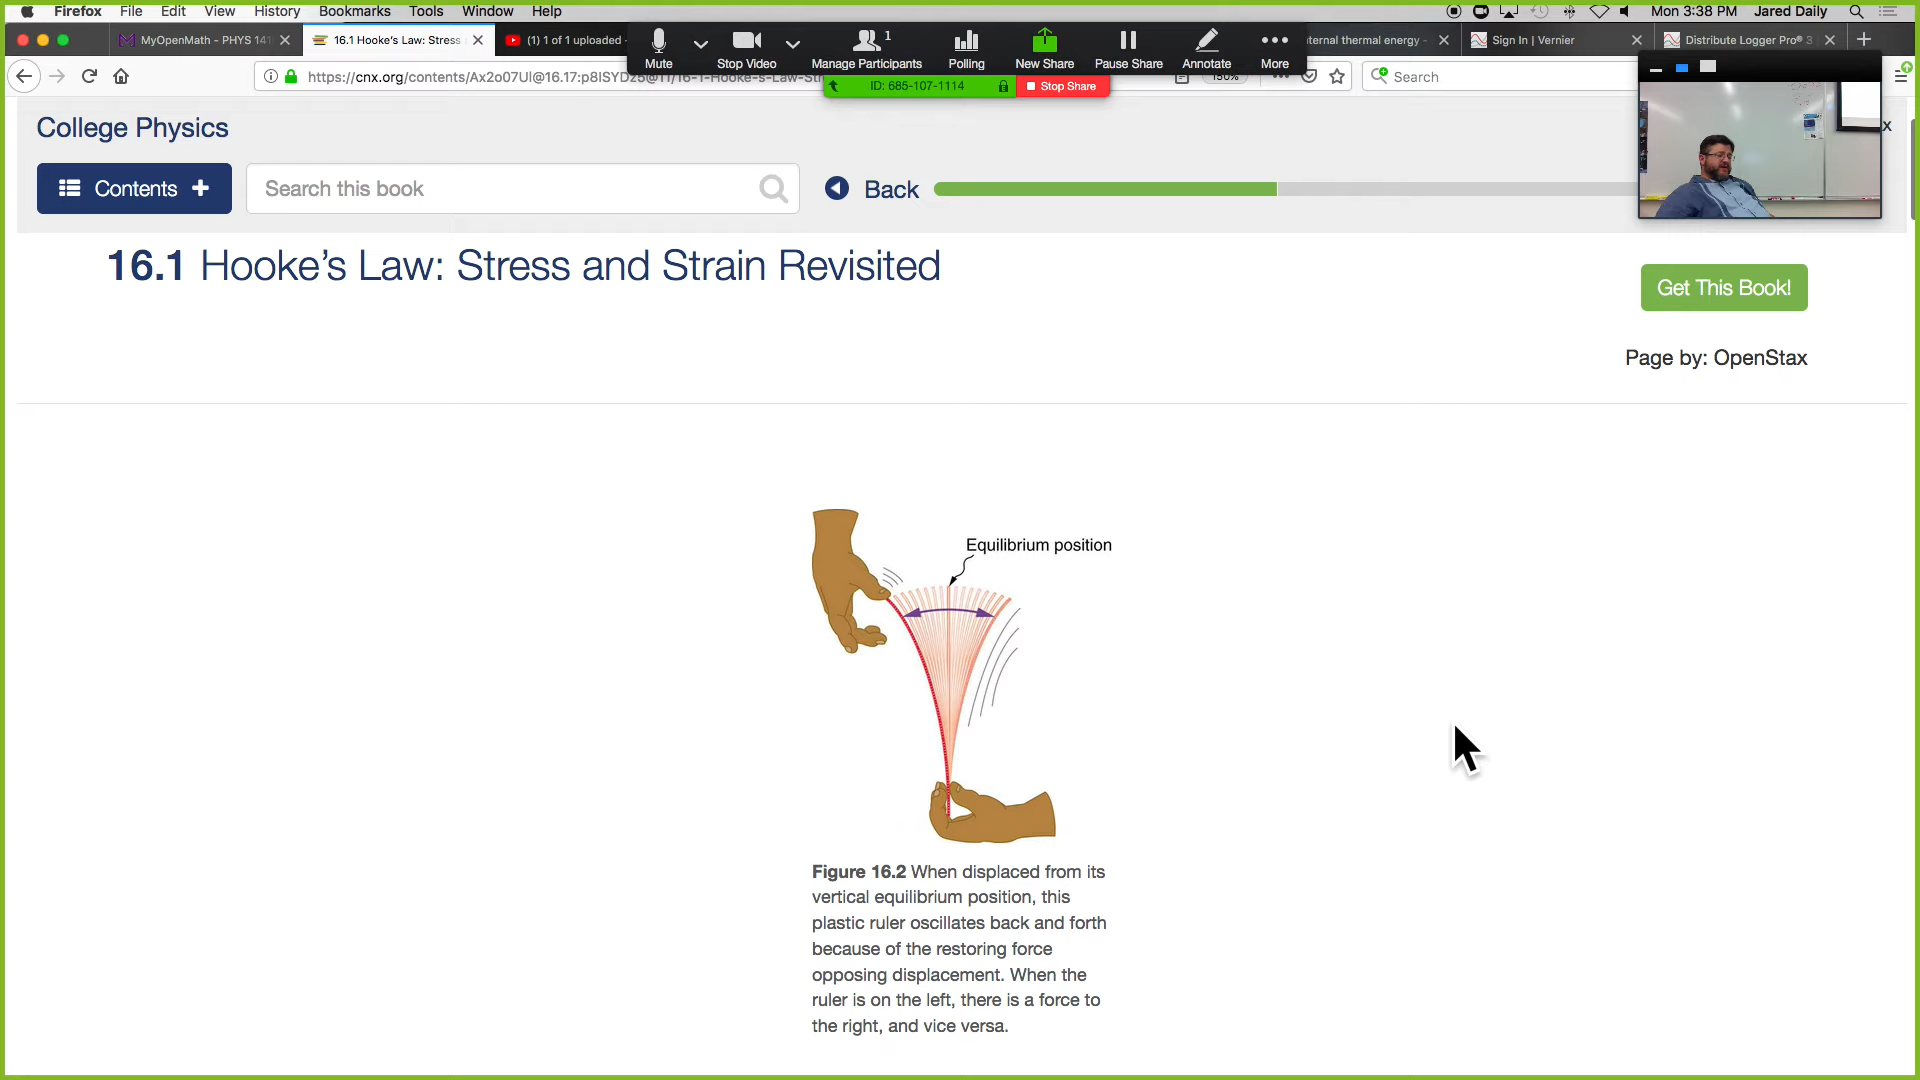 Firefox File Edit View History Bookmarks Tools Window Help
Mon 3:38 PM Jared Daily
MyOpenMath - PHYS 141
16.1 Hooke's Law: Stress
(1) 1 of 1 uploaded -
ternal thermal energy -
Sign In | Vernier
Distribute Logger Pro® 3
Mute
Stop Video
1
Manage Participants
Polling
New Share
Pause Share
Annotate
More
ID: 685-107-1114
Stop Share
150%
Search
College Physics
Contents
Search this book
Back
x
16.1 Hooke's Law: Stress and Strain Revisited
Get This Book!
Page by: OpenStax
Equilibrium position
Figure 16.2 When displaced from its
vertical equilibrium position, this
plastic ruler oscillates back and forth
because of the restoring force
opposing displacement. When the
ruler is on the left, there is a force to
the right, and vice versa.